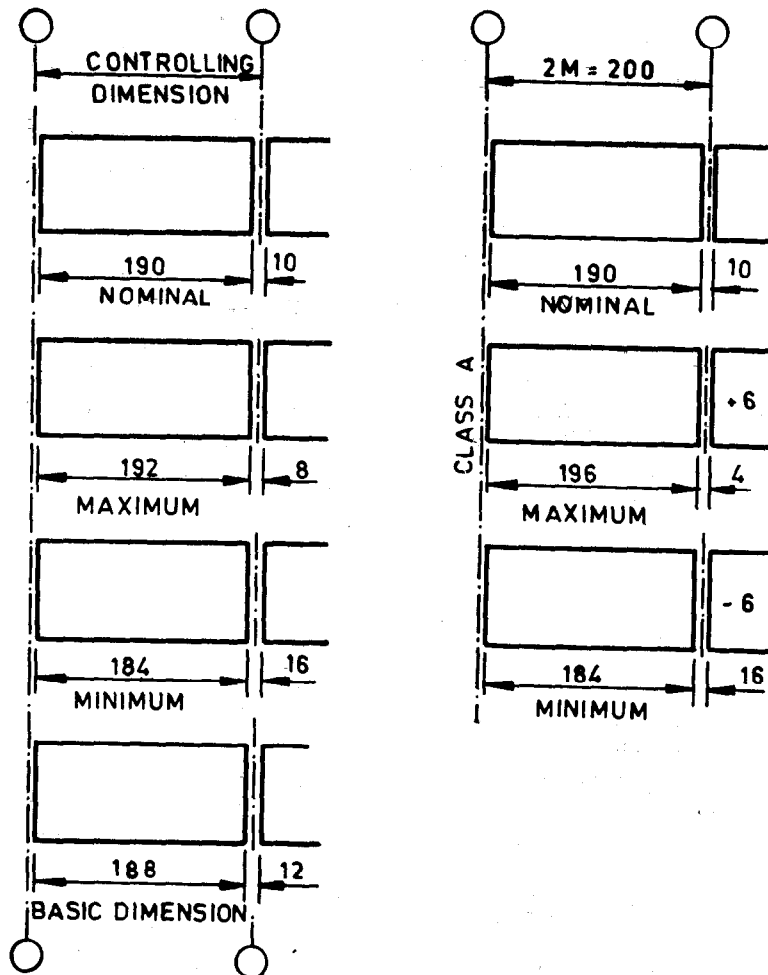 CONTROLLING
DIMENSION
190
10
NOMINAL
192
8
MAXIMUM
184
16
MINIMUM
188
12
BASIC DIMENSION
2M = 200
190
10
NOMINAL
CLASS A
+6
196
4
MAXIMUM
-6
184
16
MINIMUM